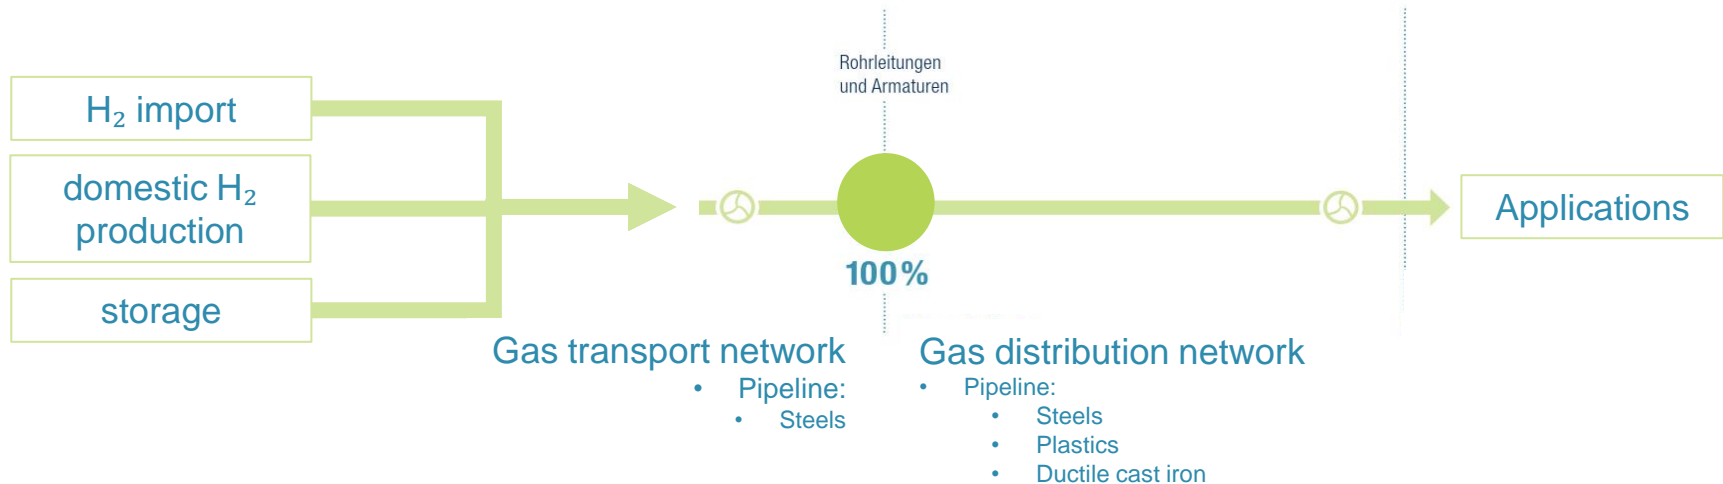 Rohrleitungen
und Armaturen
H₂ import
domestic H₂
production
storage
100%
Applications
Gas transport network
• Pipeline:
• Steels
Gas distribution network
• Pipeline:
• Steels
• Plastics
• Ductile cast iron